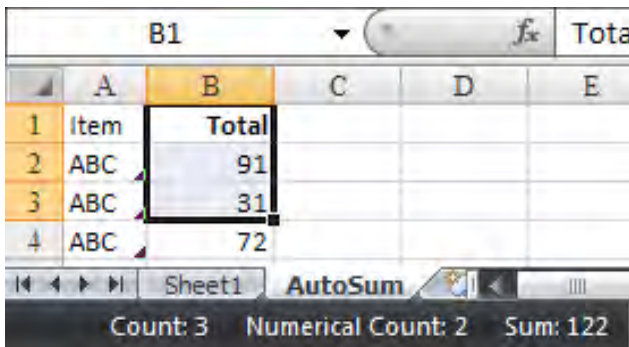 B1 fx Tota
A B C D E
1 Item Total
2 ABC 91
3 ABC 31
4 ABC 72
Sheet1 AutoSum
Count: 3 Numerical Count: 2 Sum: 122